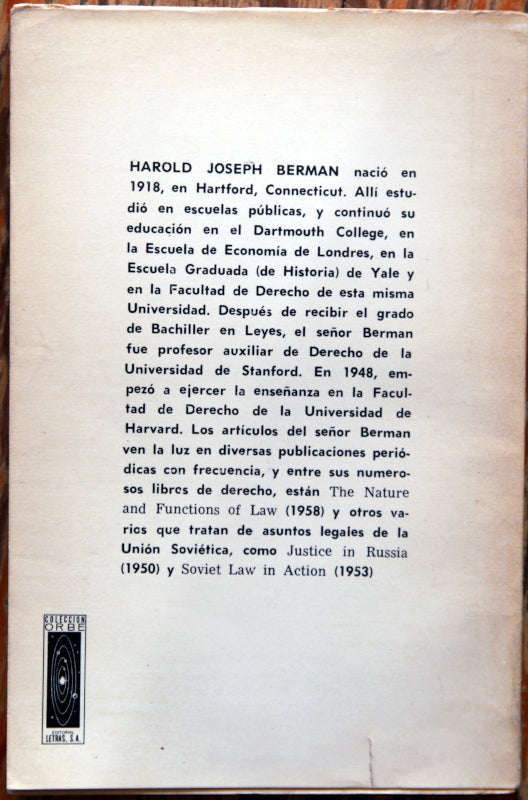 HAROLD JOSEPH BERMAN nació en
1918, en Hartford, Connecticut. Allí estu-
dió en escuelas públicas, y continuó su
educación en el Dartmouth College, en
la Escuela de Economía de Londres, en la
Escuela Graduada (de Historia) de Yale y
en la Facultad de Derecho de esta misma
Universidad. Después de recibir el grado
de Bachiller en Leyes, el señor Berman
fue profesor auxiliar de Derecho de la
Universidad de Stanford. En 1948, em-
pezó a ejercer la enseñanza en la Facul-
tad de Derecho de la Universidad de
Harvard. Los artículos del señor Berman
ven la luz en diversas publicaciones perió-
dicas con frecuencia, y entre sus numero-
sos libros de derecho, están The Nature
and Functions of Law (1958) y otros va-
rios que tratan de asuntos legales de la
Unión Soviética, como Justice in Russia
(1950) y Soviet Law in Action (1953)
COLECCION
ORBE
EDITORIAL
LETRAS, S.A.